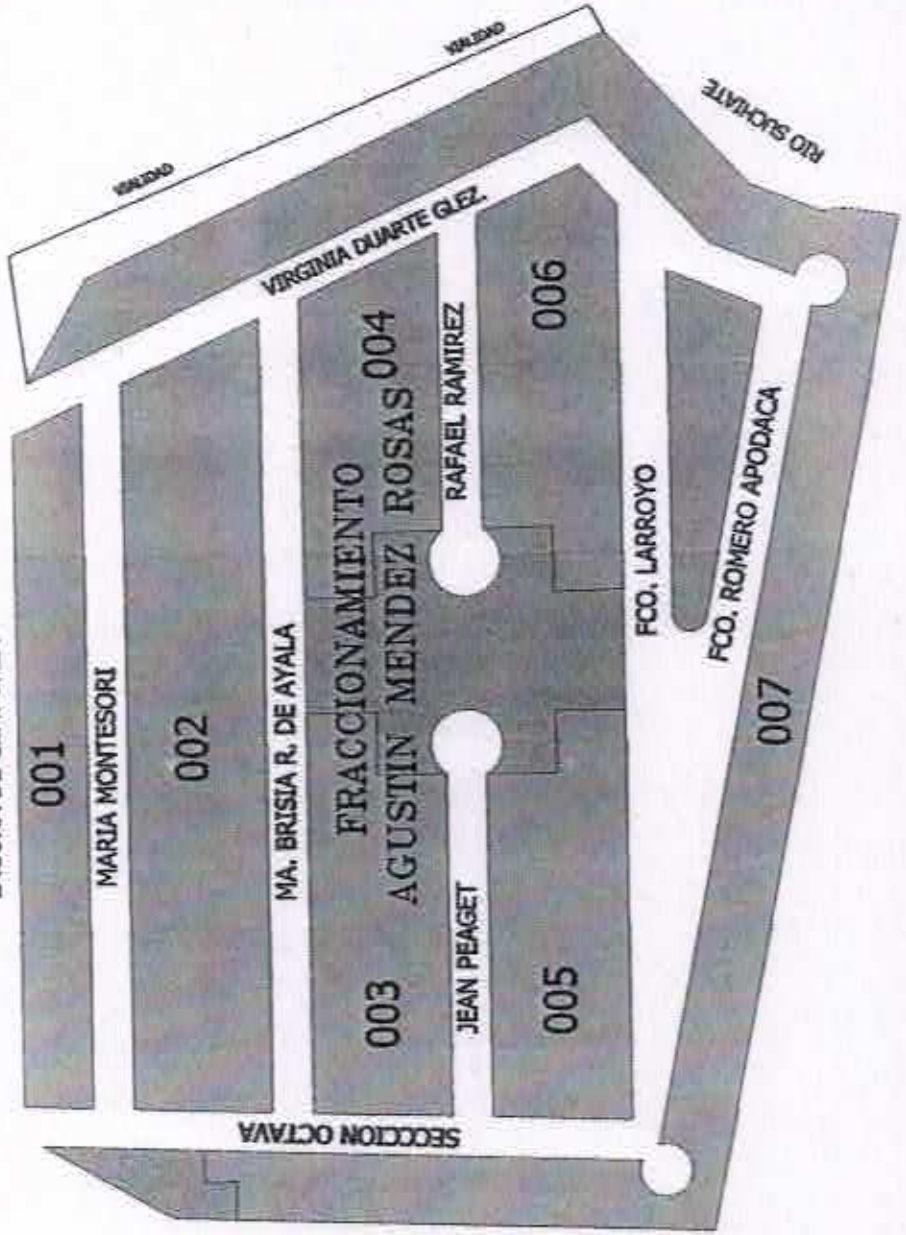 001
MARIA MONTESORI
002
MA. BRISIA R. DE AYALA
FRACCIONAMIENTO
AGUSTIN MENDEZ ROSAS
003
004
JEAN PEAGET
RAFAEL RAMIREZ
005
006
FCO. LARROYO
FCO. ROMERO APODACA
007
SECCCION OCTAVA
VIRGINIA DUARTE GLEZ.
VIALIDAD
VIALIDAD
RIO SUCHIATE